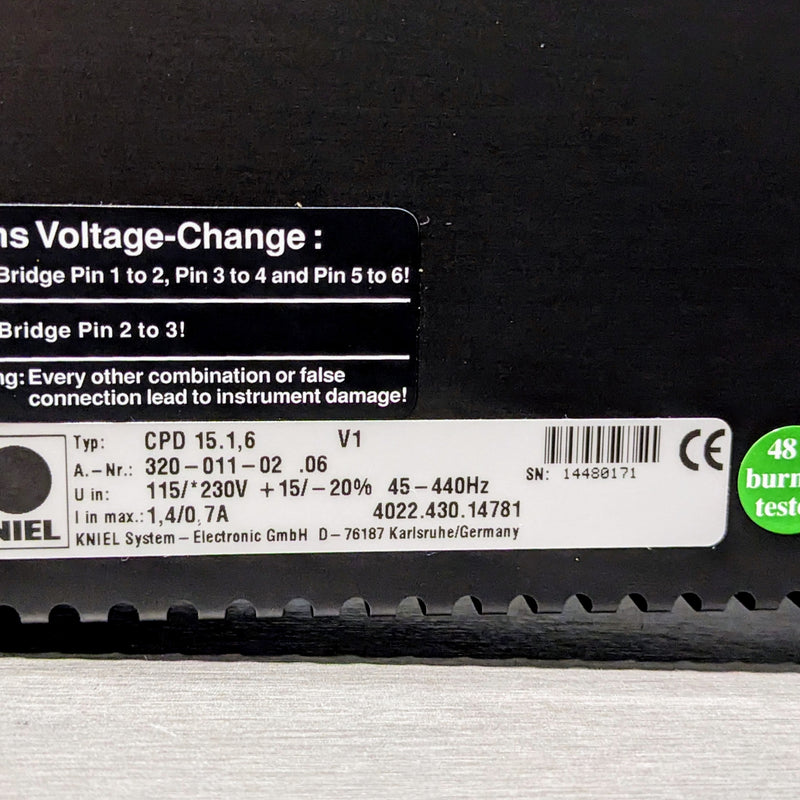 ns Voltage-Change :
Bridge Pin 1 to 2, Pin 3 to 4 and Pin 5 to 6!
Bridge Pin 2 to 3!
ng: Every other combination or false
connection lead to instrument damage!
NIEL
Typ: CPD 15.1,6 V1
A.-Nr.: 320-011-02 .06
U in: 115/*230V +15/-20% 45-440Hz
I in max.: 1,4/0,7A 4022.430.14781
KNIEL System-Electronic GmbH D-76187 Karlsruhe/Germany
SN: 14480171
CE
48
burn
test